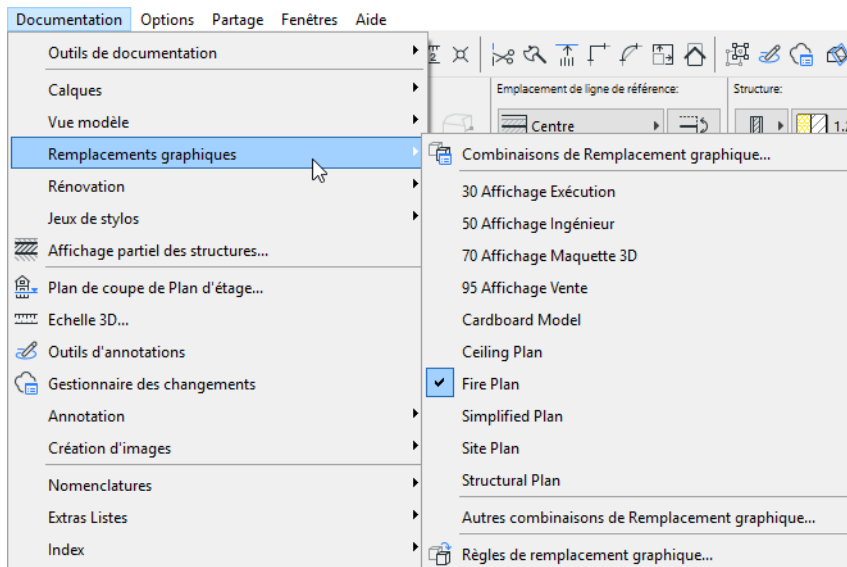 Documentation Options Partage Fenêtres Aide
Outils de documentation
Calques
Vue modèle
Remplacements graphiques
Rénovation
Jeux de stylos
Affichage partiel des structures...
Plan de coupe de Plan d'étage...
Echelle 3D...
Outils d'annotations
Gestionnaire des changements
Annotation
Création d'images
Nomenclatures
Extras Listes
Index
Emplacement de ligne de référence: Structure:
Centre
Combinaisons de Remplacement graphique...
30 Affichage Exécution
50 Affichage Ingénieur
70 Affichage Maquette 3D
95 Affichage Vente
Cardboard Model
Ceiling Plan
Fire Plan
Simplified Plan
Site Plan
Structural Plan
Autres combinaisons de Remplacement graphique...
Règles de remplacement graphique...